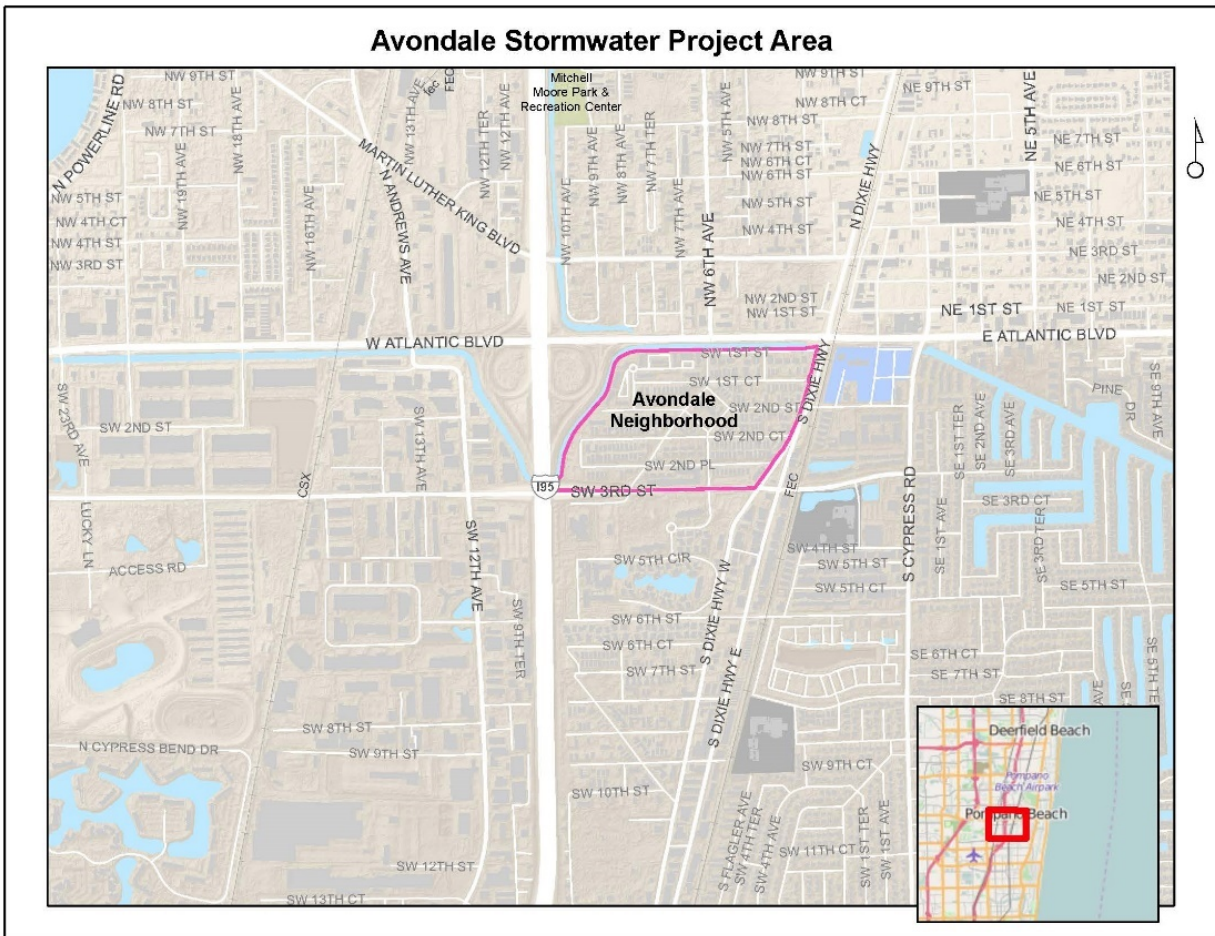 Avondale Stormwater Project Area
NW 9TH ST
NW 8TH ST
NW 7TH ST
N POWERLINE RD
NW 19TH AVE
NW 18TH AVE
NW 5TH ST
NW 4TH CT
NW 4TH ST
NW 3RD ST
NW 16TH AVE
NW 13TH AVE
fec
FEC
MARTIN LUTHER KING BLVD
N ANDREWS AVE
NW 12TH TER
NW 12TH AVE
Mitchell
Moore Park &
Recreation Center
NW 10TH AVE
NW 9TH AVE
NW 8TH AVE
NW 7TH TER
NW 7TH AVE
NW 6TH AVE
NW 5TH AVE
NW 9TH ST
NW 8TH CT
NW 8TH ST
NW 7TH ST
NW 6TH CT
NW 6TH ST
NW 5TH ST
NW 4TH ST
NW 2ND ST
NW 1ST ST
NE 9TH ST
N DIXIE HWY
NE 5TH AVE
NE 7TH ST
NE 6TH ST
NE 5TH ST
NE 4TH ST
NE 3RD ST
NE 2ND ST
NE 1ST ST
NE 1ST ST
W ATLANTIC BLVD
E ATLANTIC BLVD
SW 1ST ST
SW 1ST CT
Avondale
Neighborhood
SW 2ND ST
SW 2ND CT
SW 2ND PL
SW 3RD ST
I95
S DIXIE HWY
FEC
SW 23RD AVE
SW 2ND ST
SW 13TH AVE
CSX
LUCKY LN
ACCESS RD
SW 12TH AVE
SW 9TH TER
SW 5TH CIR
SW 6TH ST
SW 6TH CT
SW 7TH ST
S DIXIE HWY W
S DIXIE HWY E
SW 4TH ST
SW 5TH ST
SW 5TH CT
S CYPRESS RD
SE 1ST TER
SE 1ST AVE
SE 2ND AVE
SE 3RD AVE
PINE
DR
SE 9TH AVE
SE 3RD CT
SE 3RD TER
SE 5TH ST
SE 6TH CT
SE 7TH ST
SE 8TH ST
AVE
SE 5TH TE
N CYPRESS BEND DR
SW 8TH ST
SW 9TH ST
SW 10TH ST
SW 9TH CT
S FLAGLER AVE
SW 4TH TER
SW 4TH AVE
SW 11TH CT
SW 1ST TER
SW 1ST AVE
SW 12TH ST
SW 13TH CT
Deerfield Beach
Pompano
Beach Airpark
Pompano Beach